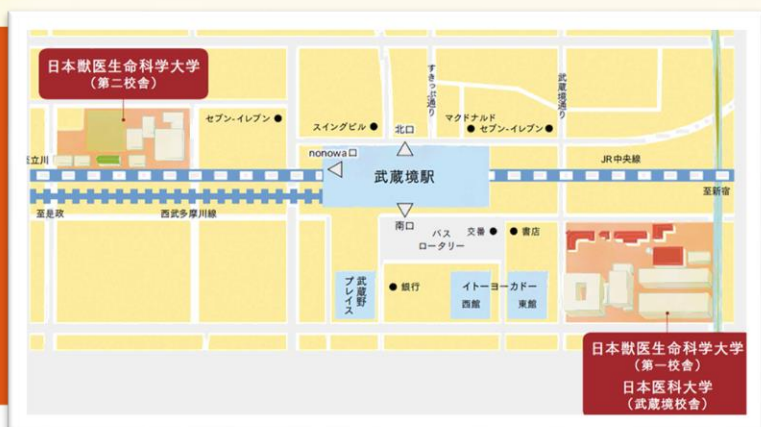 日本獣医生命科学大学
（第二校舎）
セブン-イレブン
スイングビル
北口
すきっぷ通り
マクドナルド
セブン-イレブン
武蔵境通り
nonowa口
武蔵境駅
JR中央線
至立川
至新宿
至是政
西武多摩川線
南口
バス
ロータリー
交番
書店
武蔵野
プレイス
銀行
イトーヨーカドー
西館
東館
日本獣医生命科学大学
（第一校舎）
日本医科大学
（武蔵境校舎）